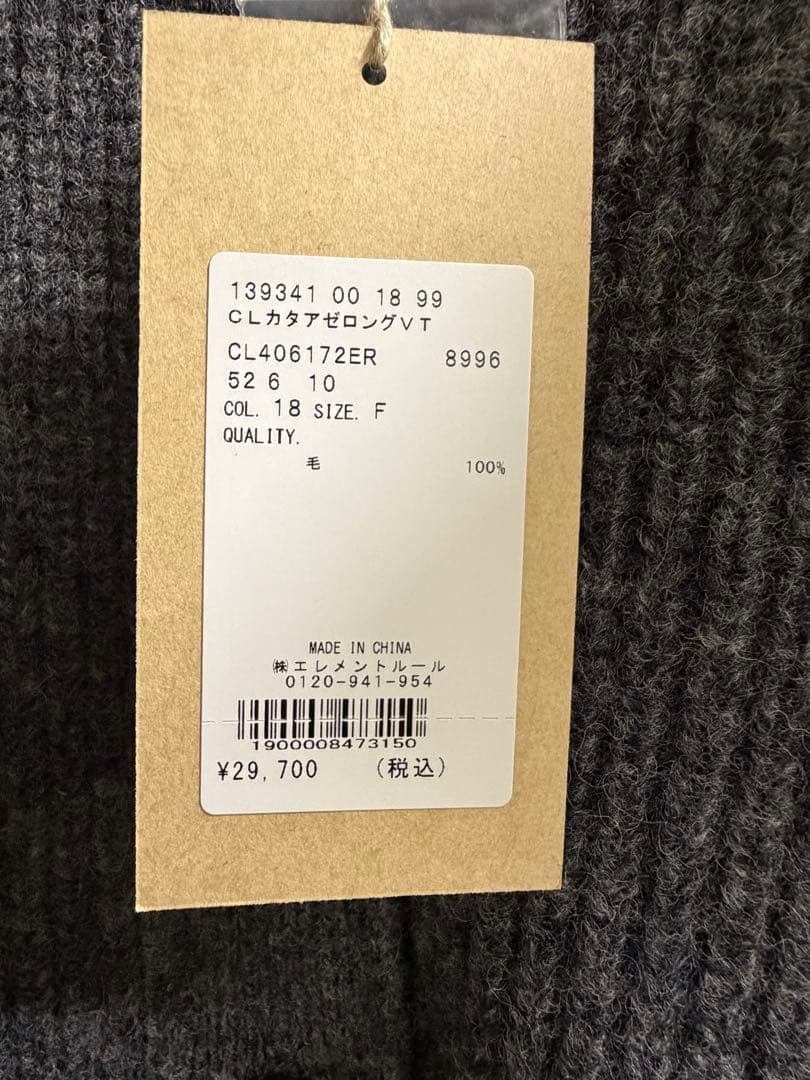 139341 00 18 99
CLカタアゼロングVT
CL406172ER 8996
52 6 10
COL. 18 SIZE. F
QUALITY.
毛 100%
MADE IN CHINA
㈱エレメントルール
0120-941-954
1900008473150
¥29,700 (税込)